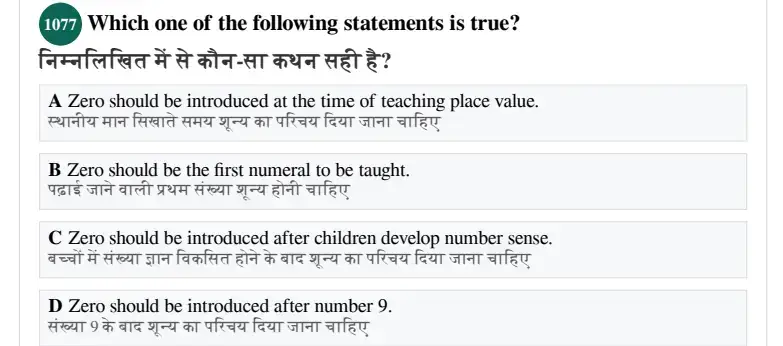 1077 Which one of the following statements is true?
निम्नलिखित में से कौन-सा कथन सही है?
A Zero should be introduced at the time of teaching place value.
स्थानीय मान सिखाते समय शून्य का परिचय दिया जाना चाहिए
B Zero should be the first numeral to be taught.
पढ़ाई जाने वाली प्रथम संख्या शून्य होनी चाहिए
C Zero should be introduced after children develop number sense.
बच्चों में संख्या ज्ञान विकसित होने के बाद शून्य का परिचय दिया जाना चाहिए
D Zero should be introduced after number 9.
संख्या 9 के बाद शून्य का परिचय दिया जाना चाहिए